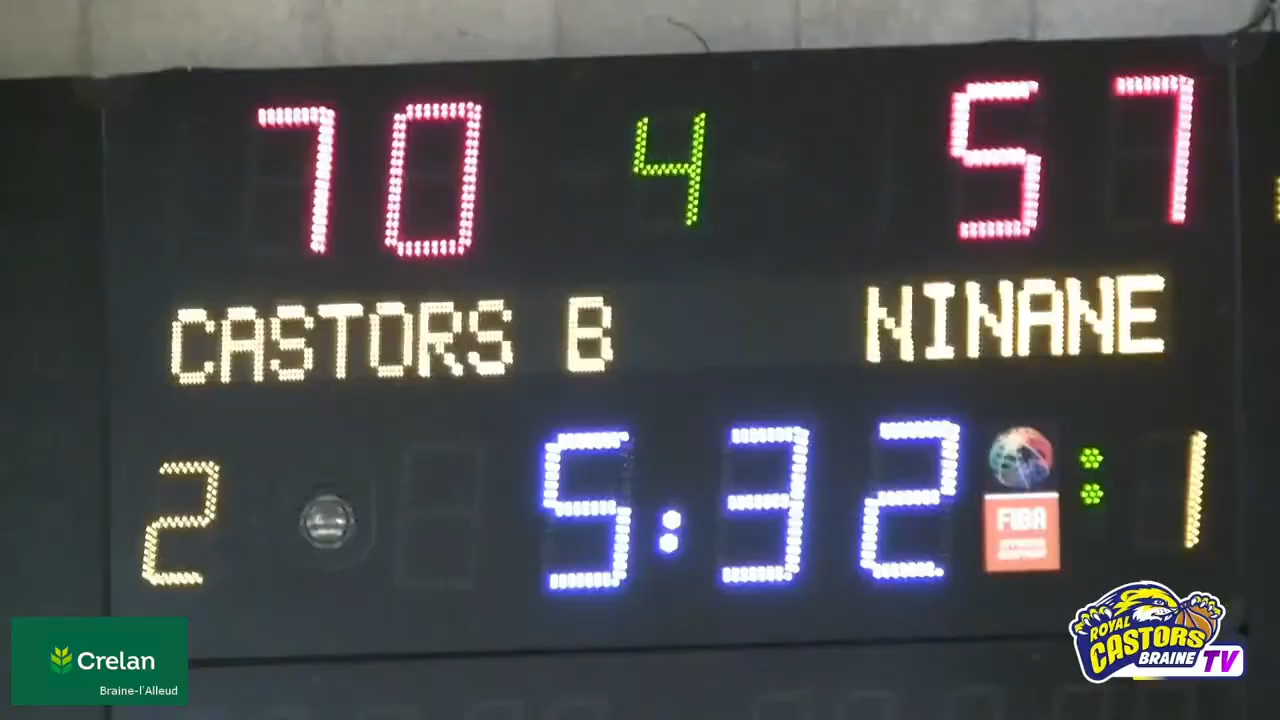 70 4 57
CASTORS B NINANE
2 5:32 : 1
FIBA
Crelan
Braine-l'Alleud
ROYAL
CASTORS
BRAINE TV